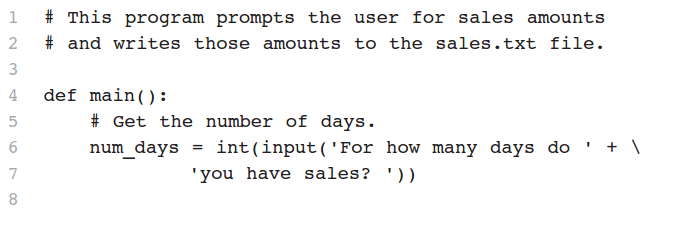 1 # This program prompts the user for sales amounts
2 # and writes those amounts to the sales.txt file.
3
4 def main():
5     # Get the number of days.
6     num_days = int(input('For how many days do ' + \
7              'you have sales? '))
8